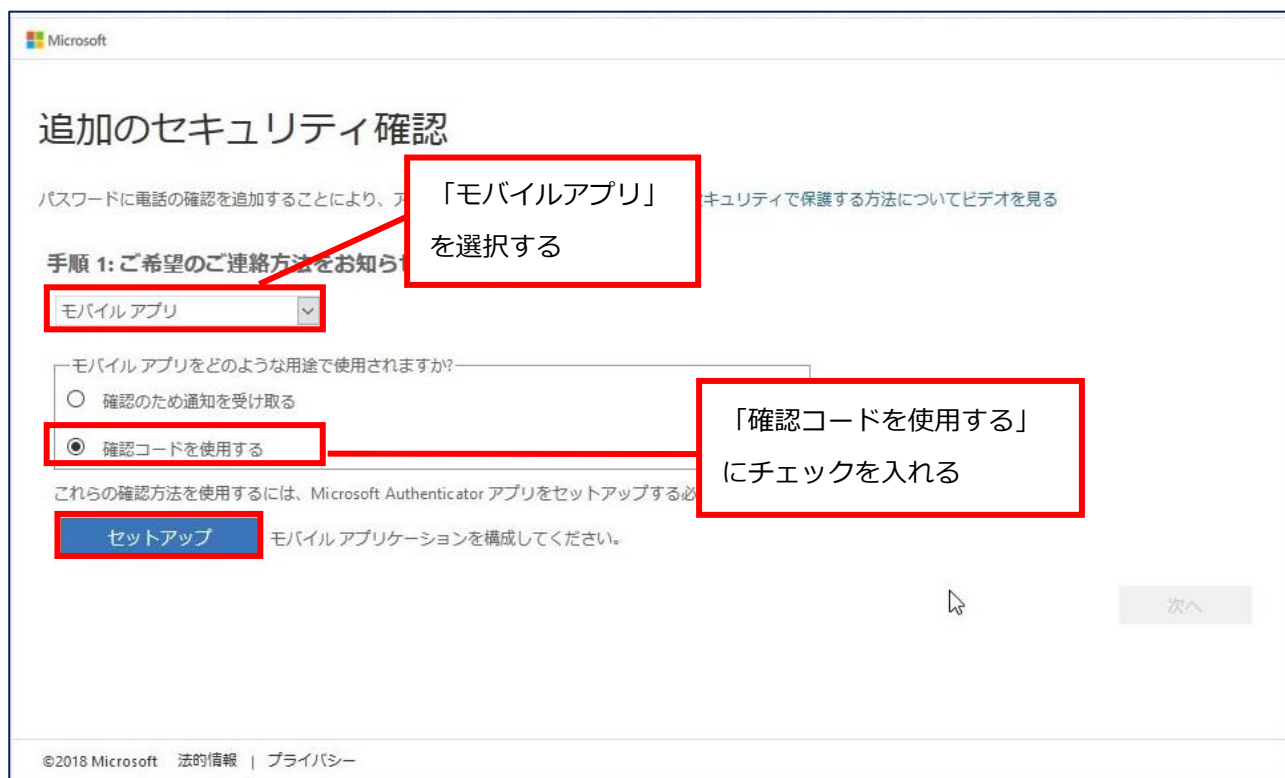 Microsoft
追加のセキュリティ確認
パスワードに電話の確認を追加することにより、
キュリティで保護する方法についてビデオを見る
「モバイルアプリ」
を選択する
手順 1: ご希望のご連絡方法をお知ら
モバイル アプリ
モバイル アプリをどのような用途で使用されますか?
確認のため通知を受け取る
確認コードを使用する
「確認コードを使用する」
にチェックを入れる
これらの確認方法を使用するには、Microsoft Authenticator アプリをセットアップする必
セットアップ モバイル アプリケーションを構成してください。
次へ
©2018 Microsoft 法的情報 | プライバシー